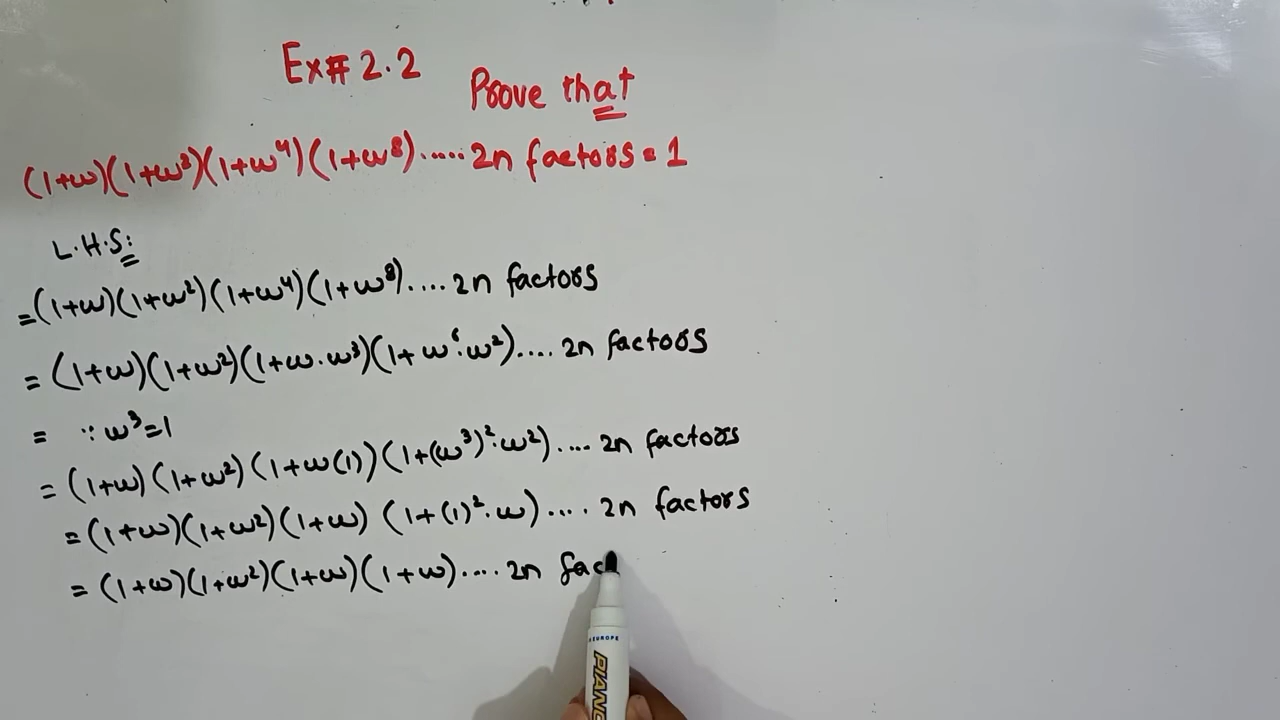 Ex# 2.2
Prove that
(1+ω)(1+ω³)(1+ω⁴)(1+ω⁸)..... 2n factors = 1
L.H.S:
=(1+ω)(1+ω²)(1+ω⁴)(1+ω⁸).... 2n factors
= (1+ω)(1+ω²)(1+ω.ω³)(1+ω⁶.ω²).... 2n factors
= ∵ ω³=1
= (1+ω)(1+ω²)(1+ω(1))(1+(ω³)².ω²).... 2n factors
=(1+ω)(1+ω²)(1+ω) (1+(1)².ω).... 2n factors
= (1+ω)(1+ω²)(1+ω)(1+ω).... 2n fac
EUROPE
PIANO